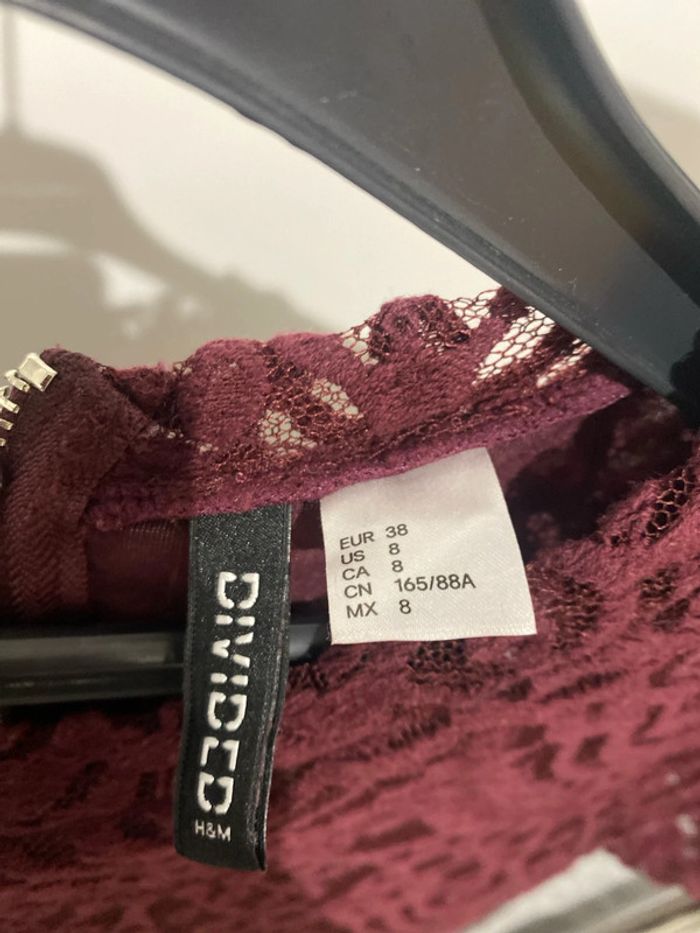 EUR 38
US 8
CA 8
CN 165/88A
MX 8
DIVIDED
H&M